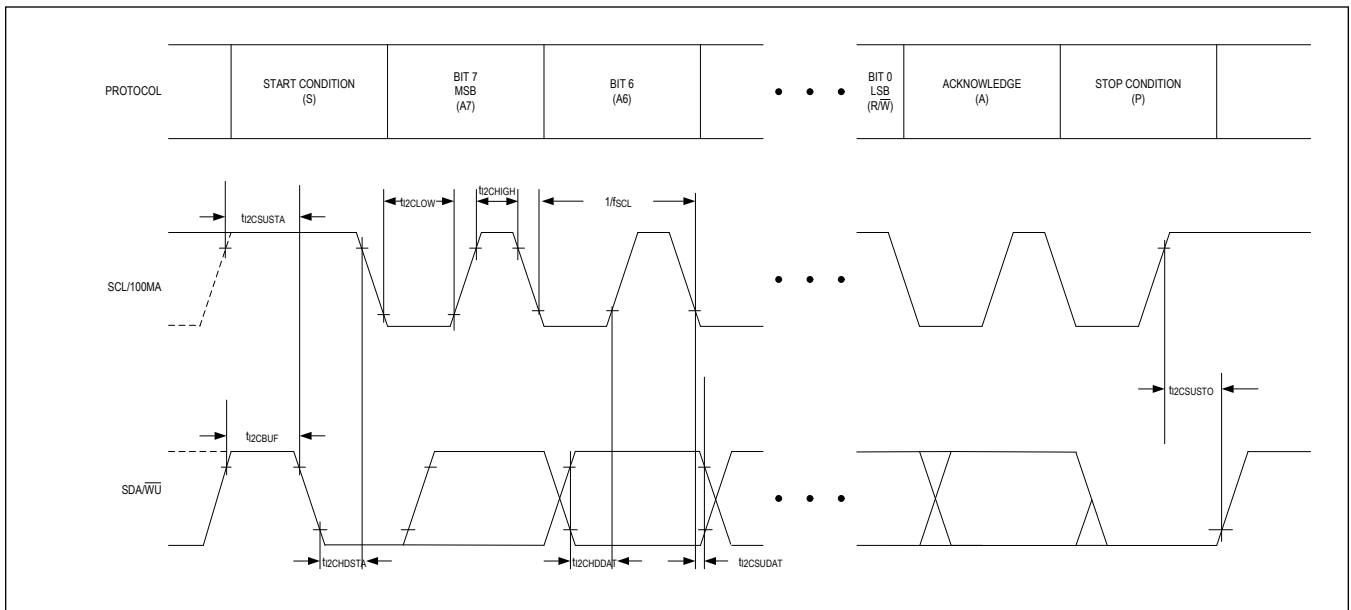 PROTOCOL
START CONDITION
(S)
BIT 7
MSB
(A7)
BIT 6
(A6)
BIT 0
LSB
(R/W̅)
ACKNOWLEDGE
(A)
STOP CONDITION
(P)
tI2CSUSTA
tI2CLOW
tI2CHIGH
1/fSCL
SCL/100MA
tI2CSUSTO
tI2CBUF
SDA/W̅U̅
tI2CHDSTA
tI2CHDDAT
tI2CSUDAT